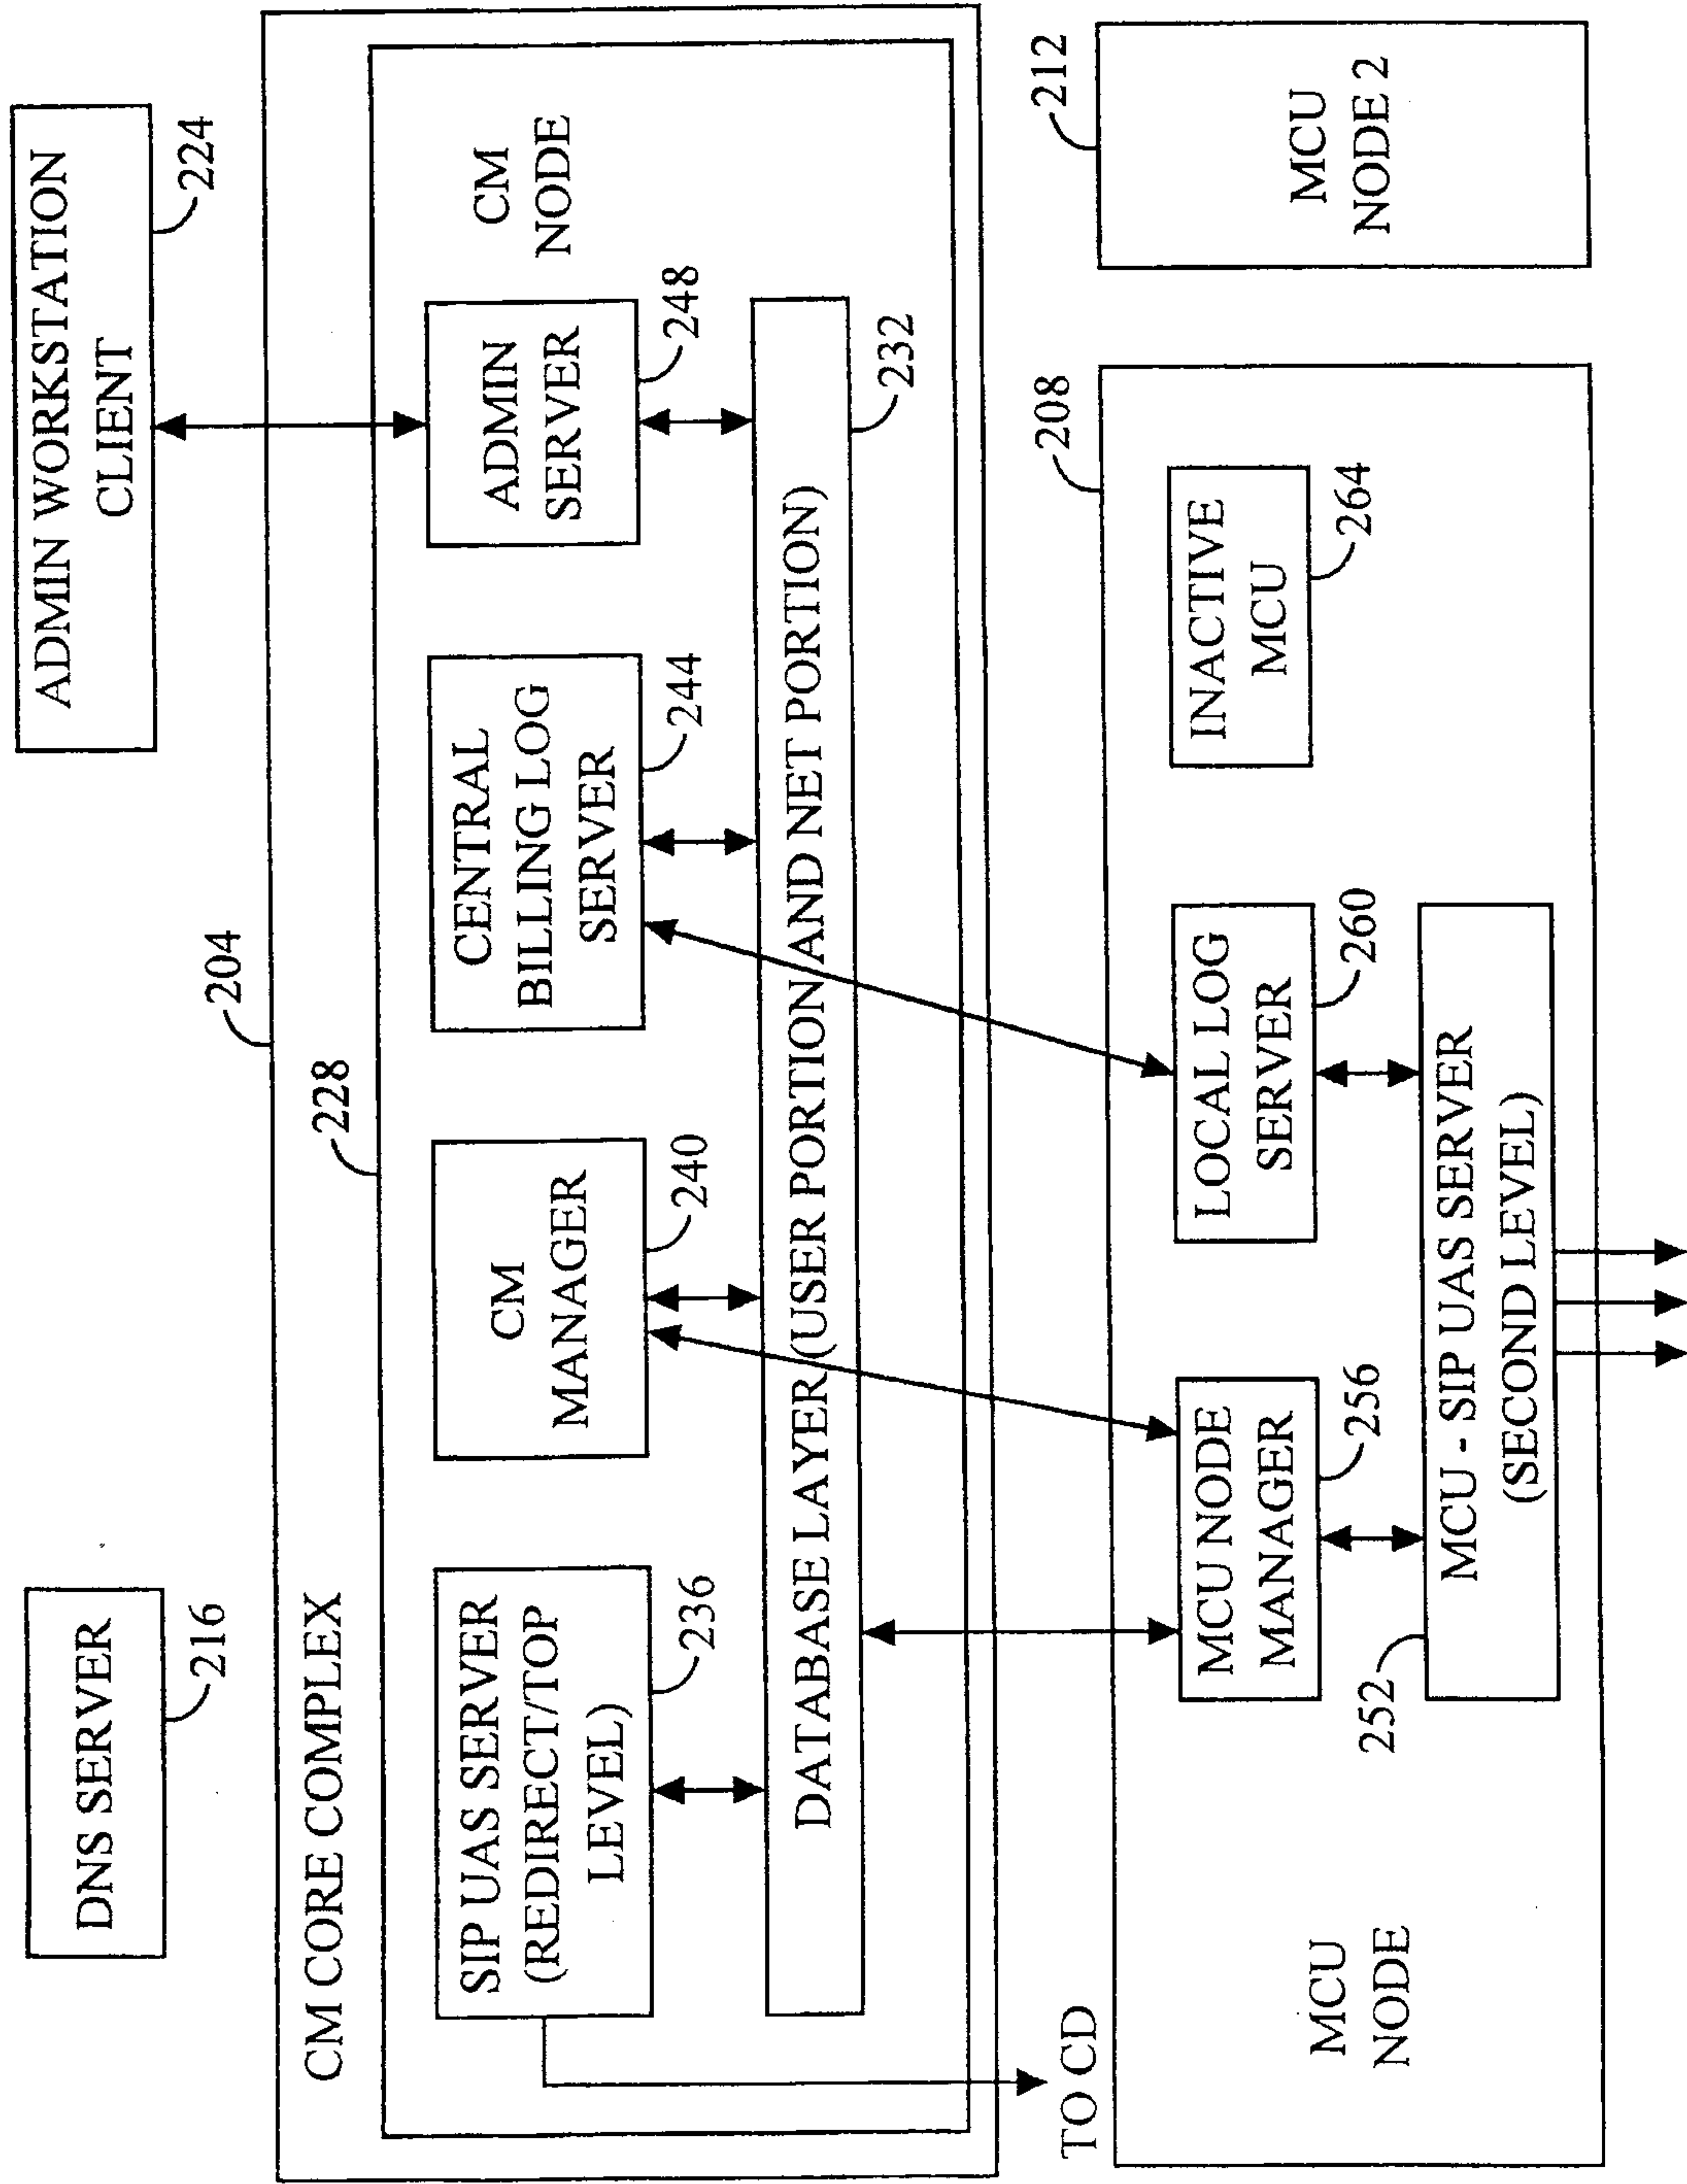 DNS SERVER
216
ADMIN WORKSTATION
CLIENT
224
204
CM CORE COMPLEX
228
SIP UAS SERVER
(REDIRECT/TOP
LEVEL)
236
CM
MANAGER
240
CENTRAL
BILLING LOG
SERVER
244
ADMIN
SERVER
248
CM
NODE
DATABASE LAYER(USER PORTION AND NET PORTION)
232
TO CD
208
212
MCU
NODE
MCU NODE
MANAGER
256
LOCAL LOG
SERVER
260
INACTIVE
MCU
264
252
MCU - SIP UAS SERVER
(SECOND LEVEL)
MCU
NODE 2